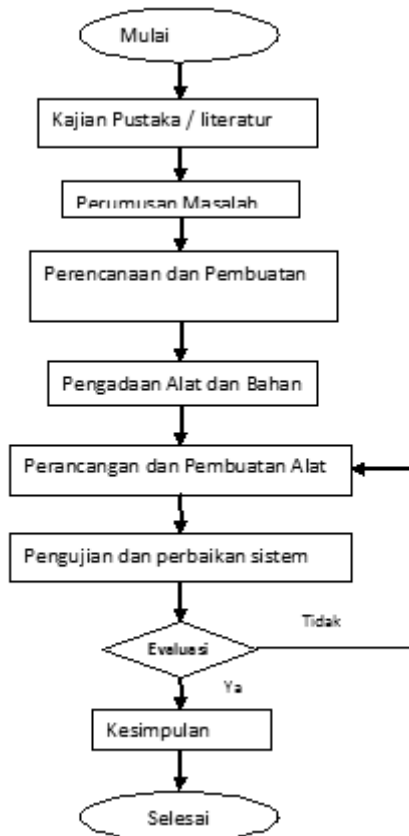 Mulai
Kajian Pustaka / literatur
Perumusan Masalah
Perencanaan dan Pembuatan
Pengadaan Alat dan Bahan
Perancangan dan Pembuatan Alat
Pengujian dan perbaikan sistem
Tidak
Evaluasi
Ya
Kesimpulan
Selesai